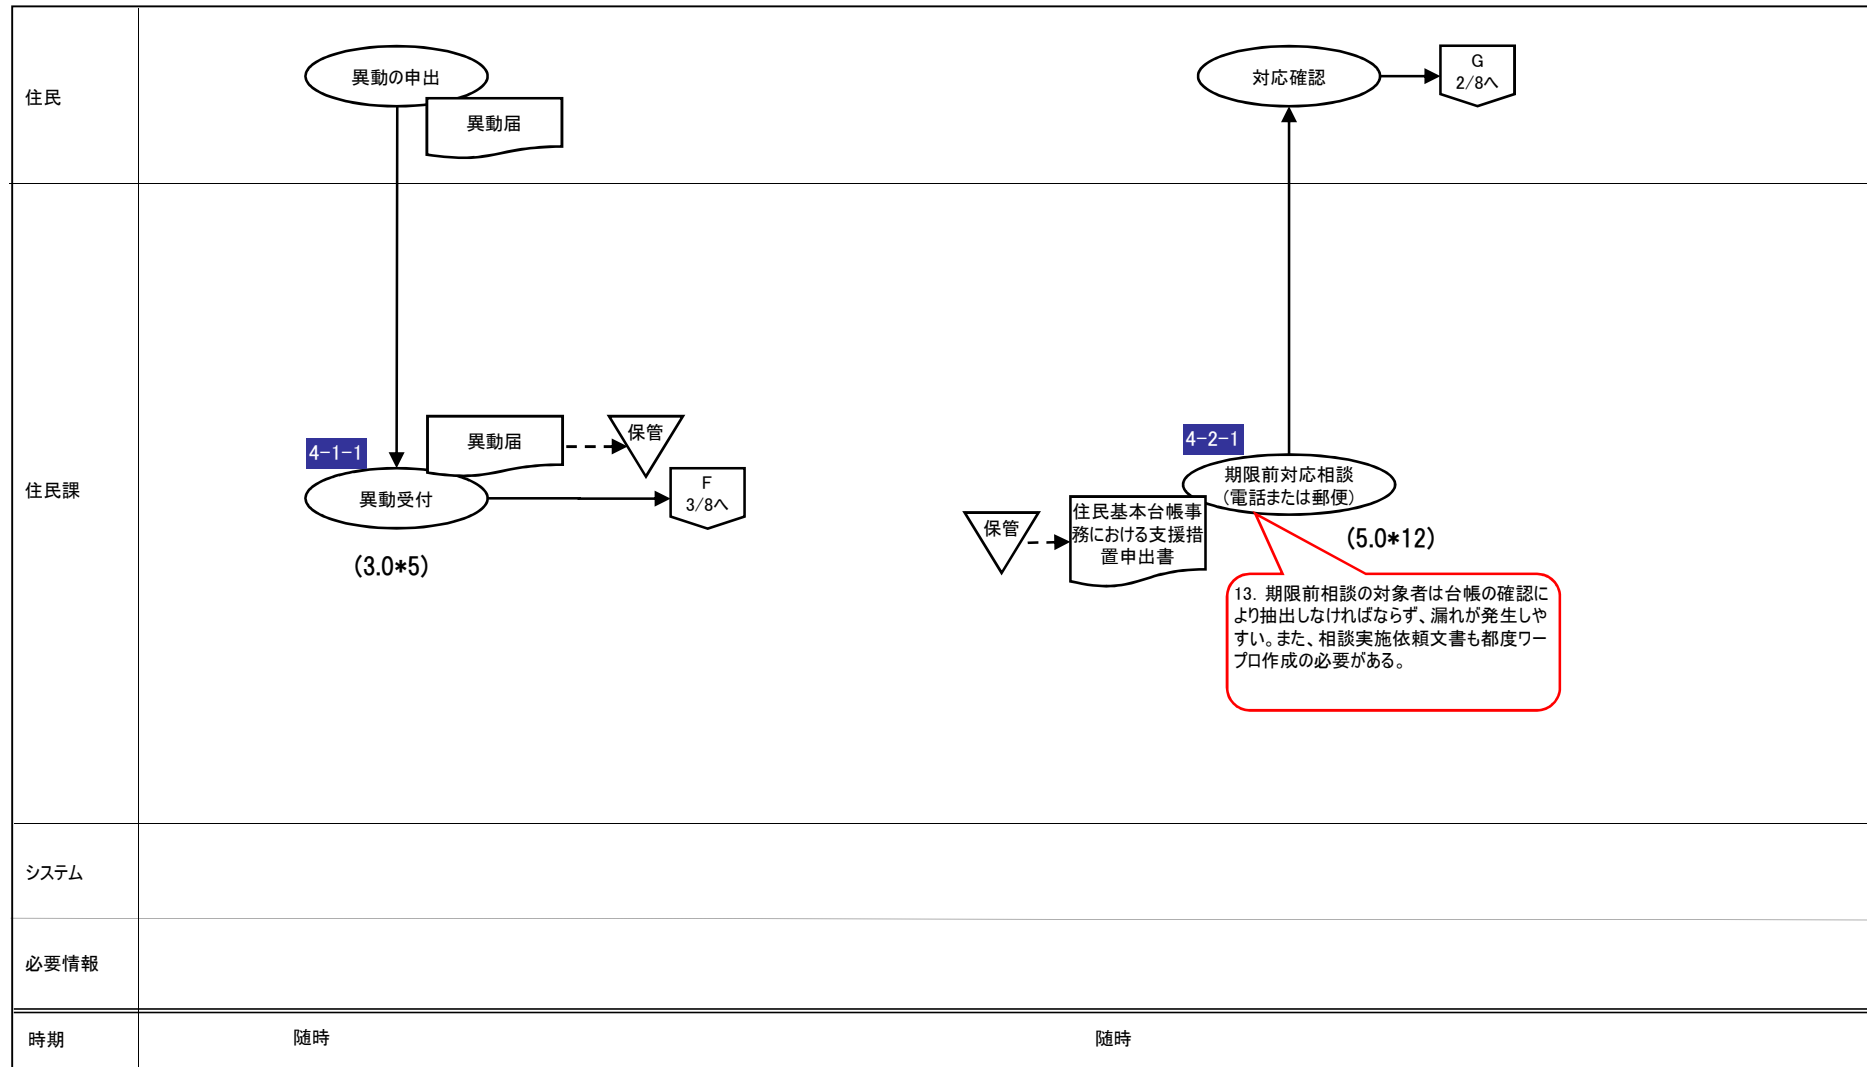 住民
異動の申出
異動届
対応確認
G
2/8へ
住民課
4-1-1
異動届
保管
異動受付
F
3/8へ
(3.0*5)
4-2-1
期限前対応相談
(電話または郵便)
保管
住民基本台帳事
務における支援措
置申出書
(5.0*12)
13. 期限前相談の対象者は台帳の確認に
より抽出しなければならず、漏れが発生しや
すい。また、相談実施依頼文書も都度ワー
プロ作成の必要がある。
システム
必要情報
時期
随時
随時